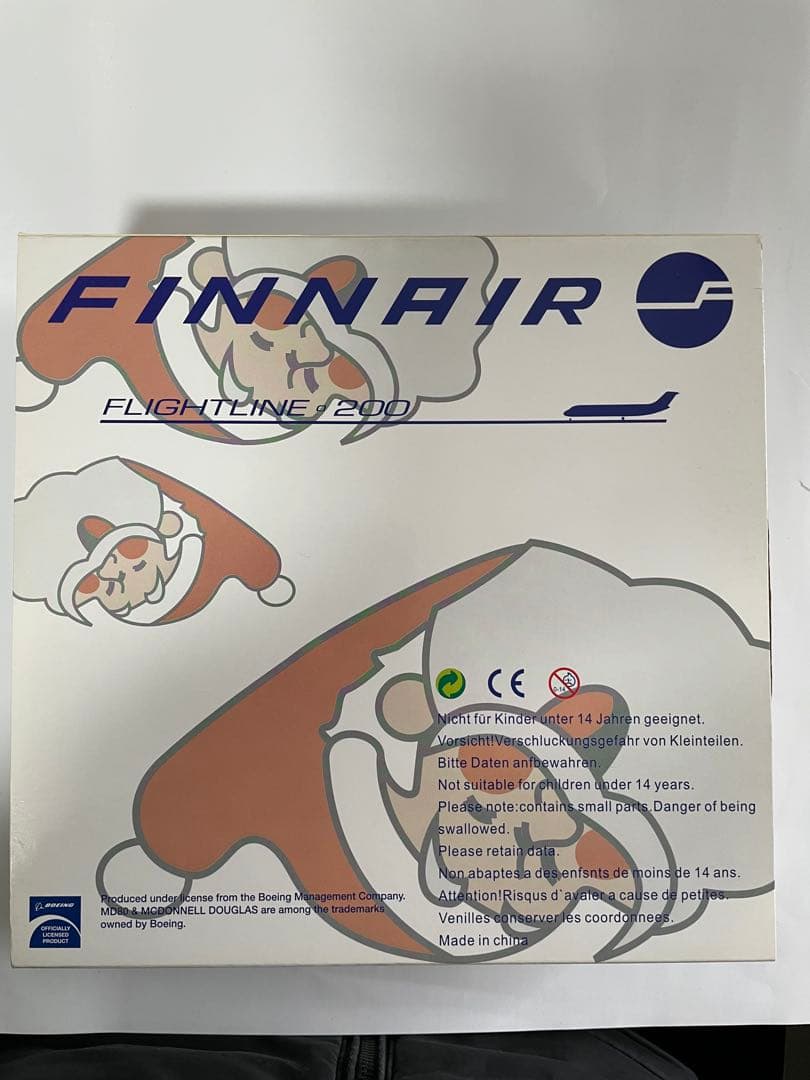 FINNAIR
FLIGHTLINE 200
CE
0-14
Nicht für Kinder unter 14 Jahren geeignet.
Vorsicht!Verschluckungsgefahr von Kleinteilen.
Bitte Daten anfbewahren.
Not suitable for children under 14 years.
Please note:contains small parts.Danger of being
swallowed.
Please retain data.
Non abaptes a des enfsnts de moins de 14 ans.
Attention!Risqus d`avaler a cause de petites.
Venilles conserver les coordonnees.
Made in china
BOEING
OFFICIALLY
LICENSED
PRODUCT
Produced under license from the Boeing Management Company.
MD80 & MCDONNELL DOUGLAS are among the trademarks
owned by Boeing.